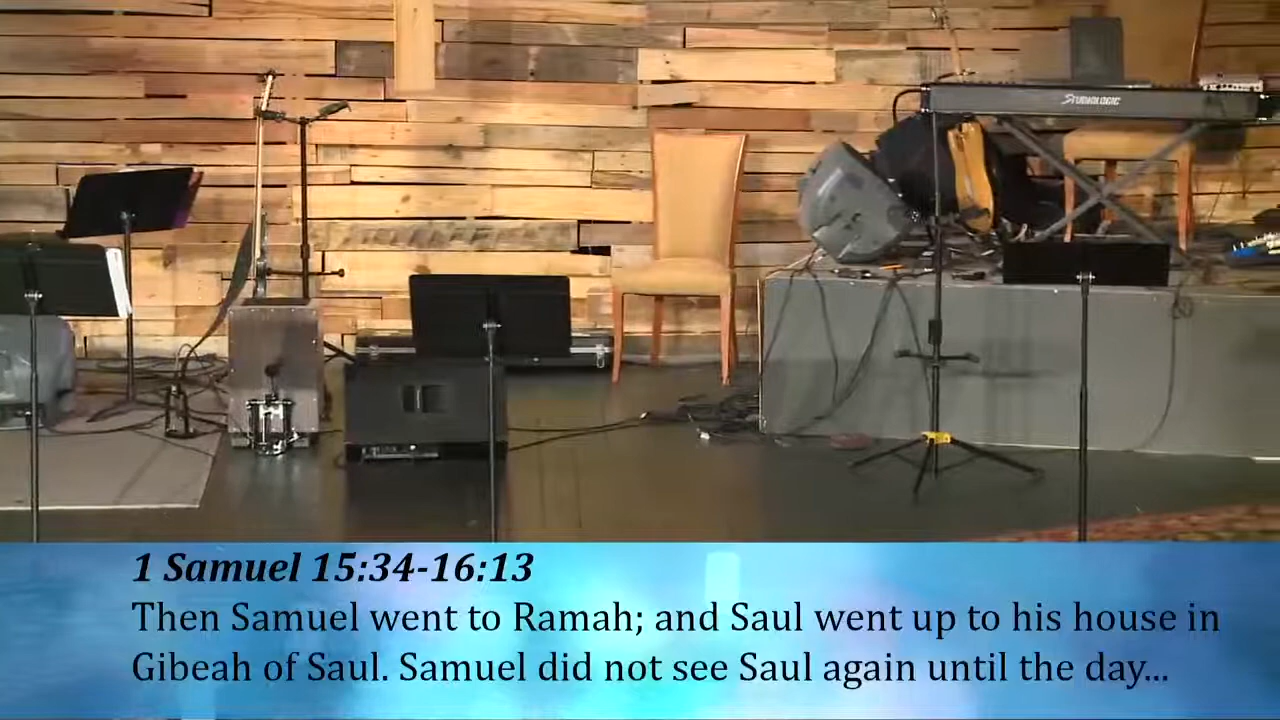 STUDIOLOGIC
1 Samuel 15:34-16:13
Then Samuel went to Ramah; and Saul went up to his house in
Gibeah of Saul. Samuel did not see Saul again until the day...